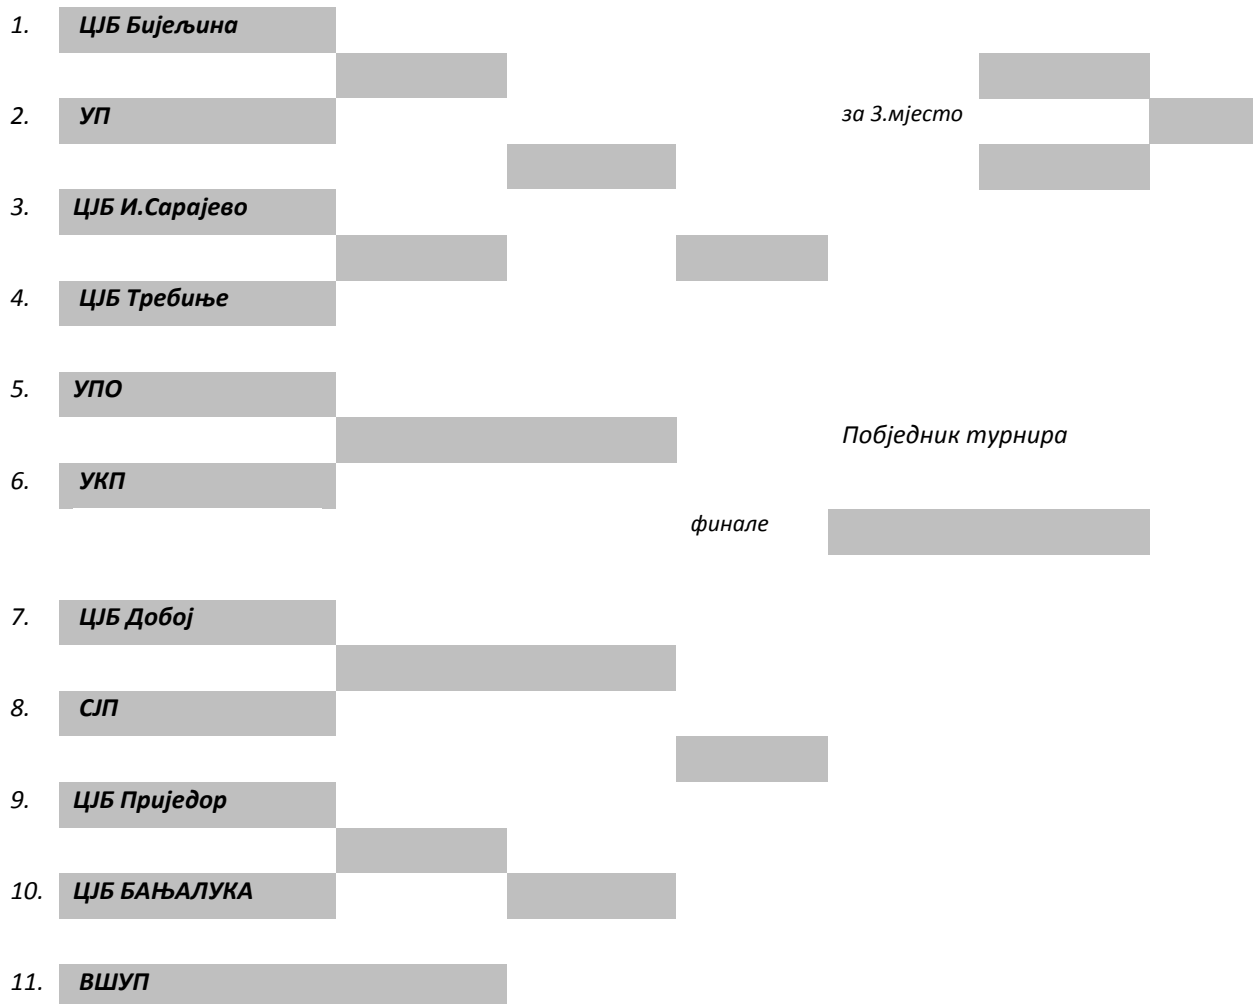 1. ЦЈБ Бијељина
2. УП
за 3.мјесто
3. ЦЈБ И.Сарајево
4. ЦЈБ Требиње
5. УПО
Побједник турнира
6. УКП
финале
7. ЦЈБ Добој
8. СЈП
9. ЦЈБ Приједор
10. ЦЈБ БАЊАЛУКА
11. ВШУП